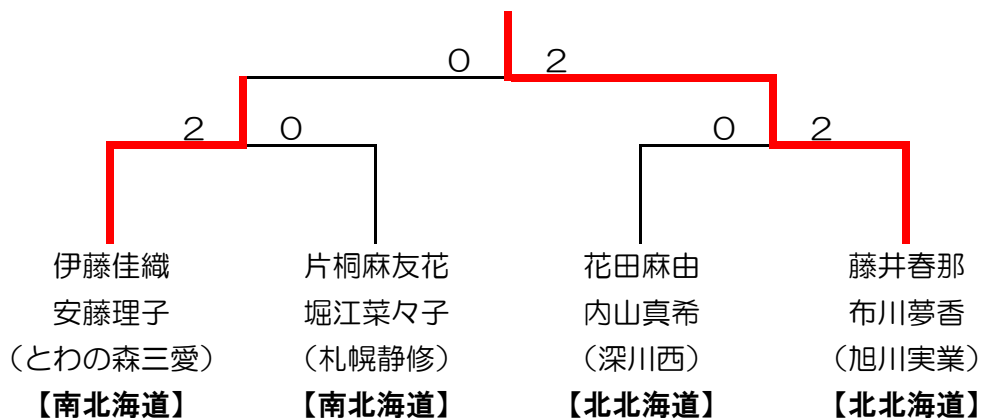 ０ ２
２ ０ ０ ２
伊藤佳織 片桐麻友花 花田麻由 藤井春那
安藤理子 堀江菜々子 内山真希 布川夢香
（とわの森三愛） （札幌静修） （深川西） （旭川実業）
【南北海道】 【南北海道】 【北北海道】 【北北海道】